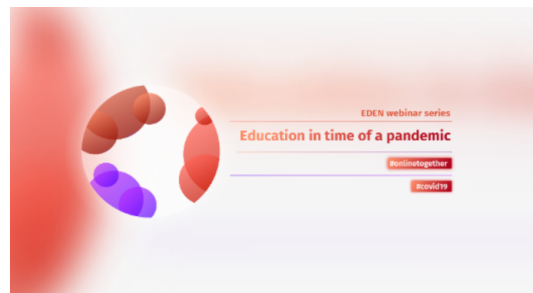 EDEN webinar series
Education in time of a pandemic
#onlinetogether
#covid19